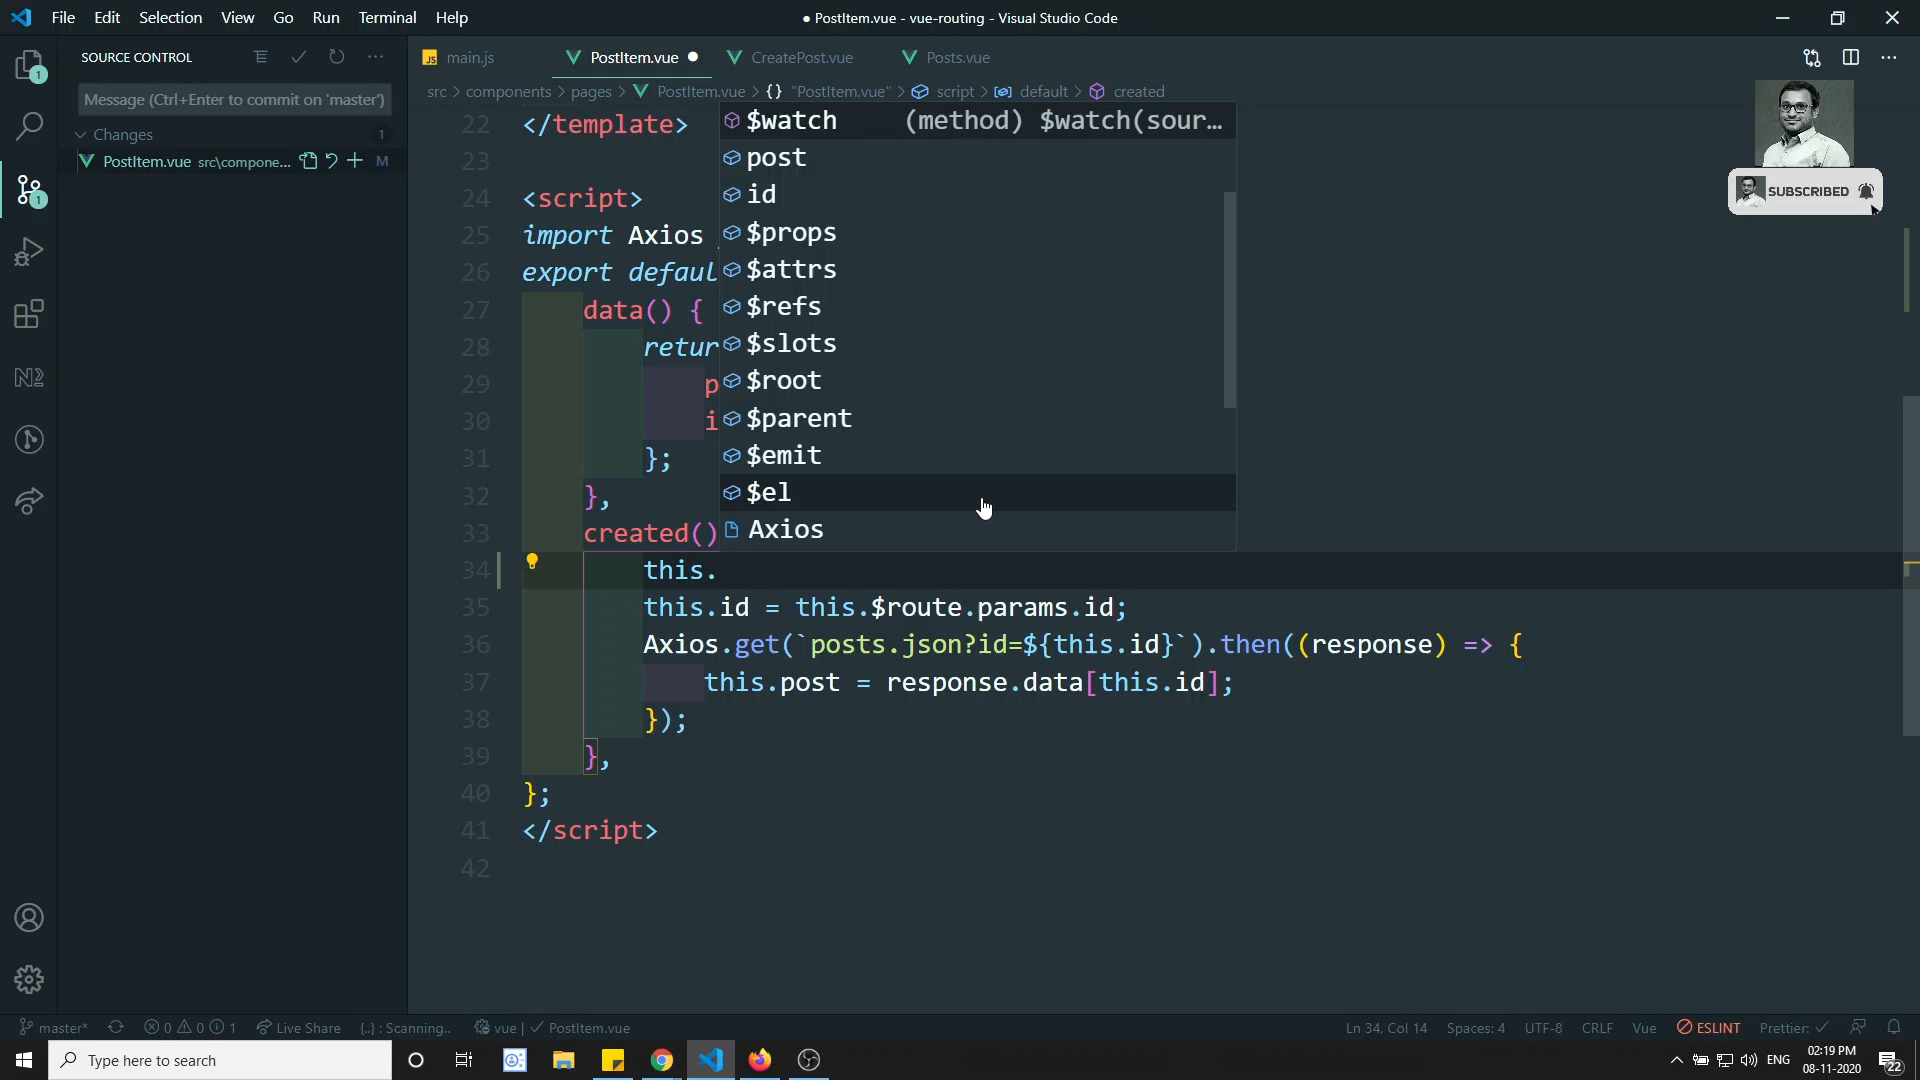 File Edit Selection View Go Run Terminal Help
● PostItem.vue - vue-routing - Visual Studio Code
SOURCE CONTROL
Message (Ctrl+Enter to commit on 'master')
Changes 1
PostItem.vue src\compone... M
1
1
main.js PostItem.vue CreatePost.vue Posts.vue
src > components > pages > PostItem.vue > {} "PostItem.vue" > script > default > created
SUBSCRIBED
22 </template>
23
24 <script>
25 import Axios
26 export defaul
27 data() {
28 retur
29 p
30 i
31 };
32 },
33 created()
34 this.
35 this.id = this.$route.params.id;
36 Axios.get(`posts.json?id=${this.id}`).then((response) => {
37 this.post = response.data[this.id];
38 });
39 },
40 };
41 </script>
42
$watch (method) $watch(sour...
post
id
$props
$attrs
$refs
$slots
$root
$parent
$emit
$el
Axios
master* 0 0 1 Live Share {..} : Scanning.. vue | ✓ PostItem.vue
Ln 34, Col 14 Spaces: 4 UTF-8 CRLF Vue ESLINT Prettier: ✓
Type here to search
ENG
02:19 PM
08-11-2020
22